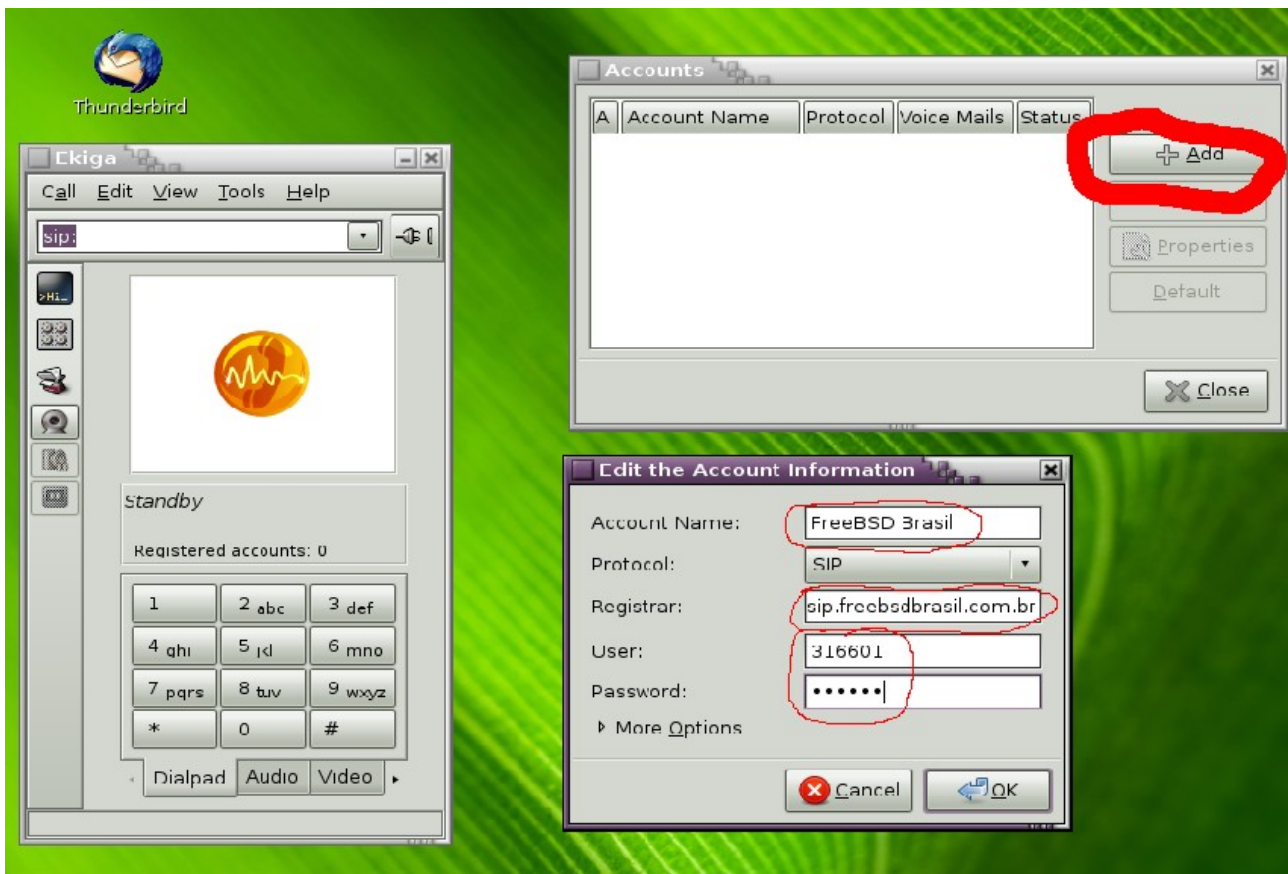 Thunderbird
Ekiga
Call Edit View Tools Help
sip:
>Hi_
Standby
Registered accounts: 0
1 2 abc 3 def
4 ghi 5 jkl 6 mno
7 pqrs 8 tuv 9 wxyz
* 0 #
Dialpad Audio Video
Accounts
A Account Name Protocol Voice Mails Status
Add
Properties
Default
Close
Edit the Account Information
Account Name: FreeBSD Brasil
Protocol: SIP
Registrar: sip.freebsdbrasil.com.br
User: 316601
Password: ••••••
More Options
Cancel OK